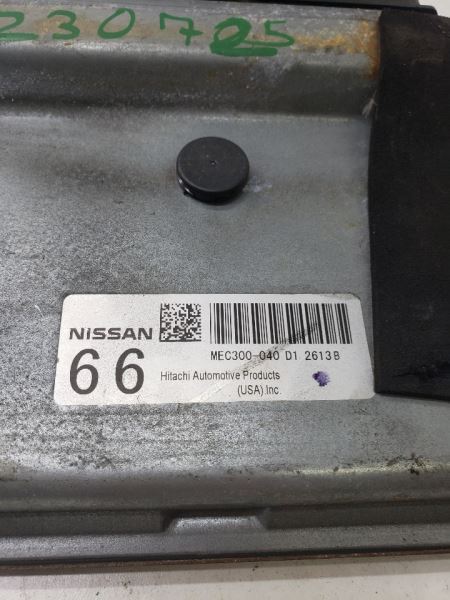 230725
NISSAN
66
MEC300-040 D1 2613B
Hitachi Automotive Products
(USA).Inc.